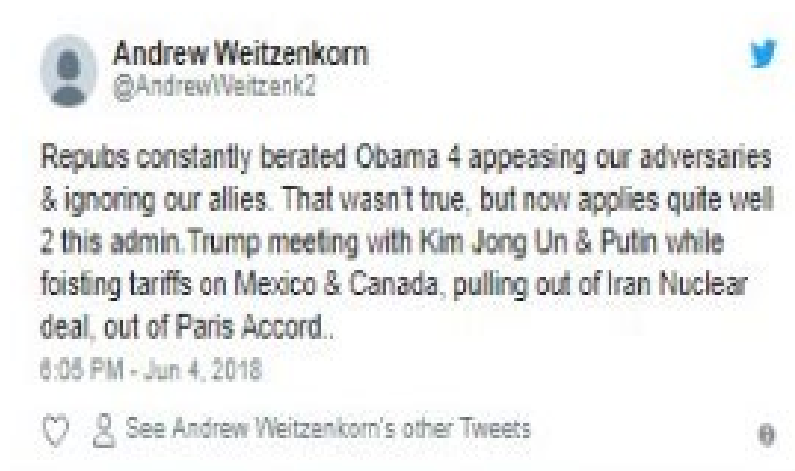 Andrew Weitzenkorn
@AndrewWeitzenk2
Repubs constantly berated Obama 4 appeasing our adversaries
& ignoring our allies. That wasn't true, but now applies quite well
2 this admin.Trump meeting with Kim Jong Un & Putin while
foisting tariffs on Mexico & Canada, pulling out of Iran Nuclear
deal, out of Paris Accord..
6:05 PM - Jun 4, 2018
See Andrew Weitzenkorn's other Tweets